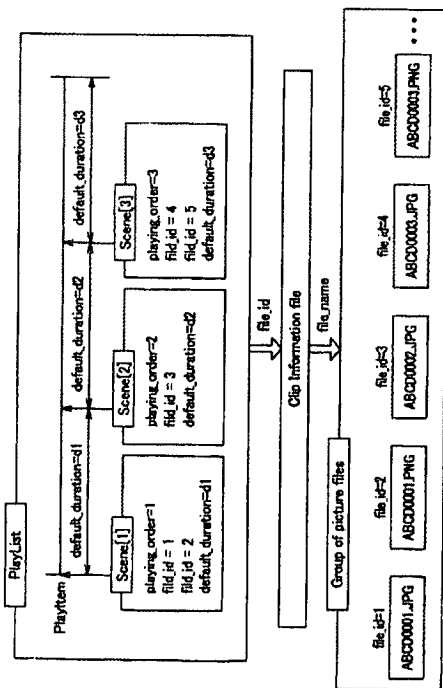 PlayList
PlayItem
default_duration=d1
default_duration=d2
default_duration=d3
Scene[1]
playing_order=1
fild_id = 1
fild_id = 2
default_duration=d1
Scene[2]
playing_order=2
fild_id = 3
default_duration=d2
Scene[3]
playing_order=3
fild_id = 4
fild_id = 5
default_duration=d3
file_id
Clip Information file
file_name
Group of picture files
file_id=1
ABCD0001.JPG
file_id=2
ABCD0001.PNG
file_id=3
ABCD0002.JPG
file_id=4
ABCD0003.JPG
file_id=5
ABCD0003.PNG
• • •